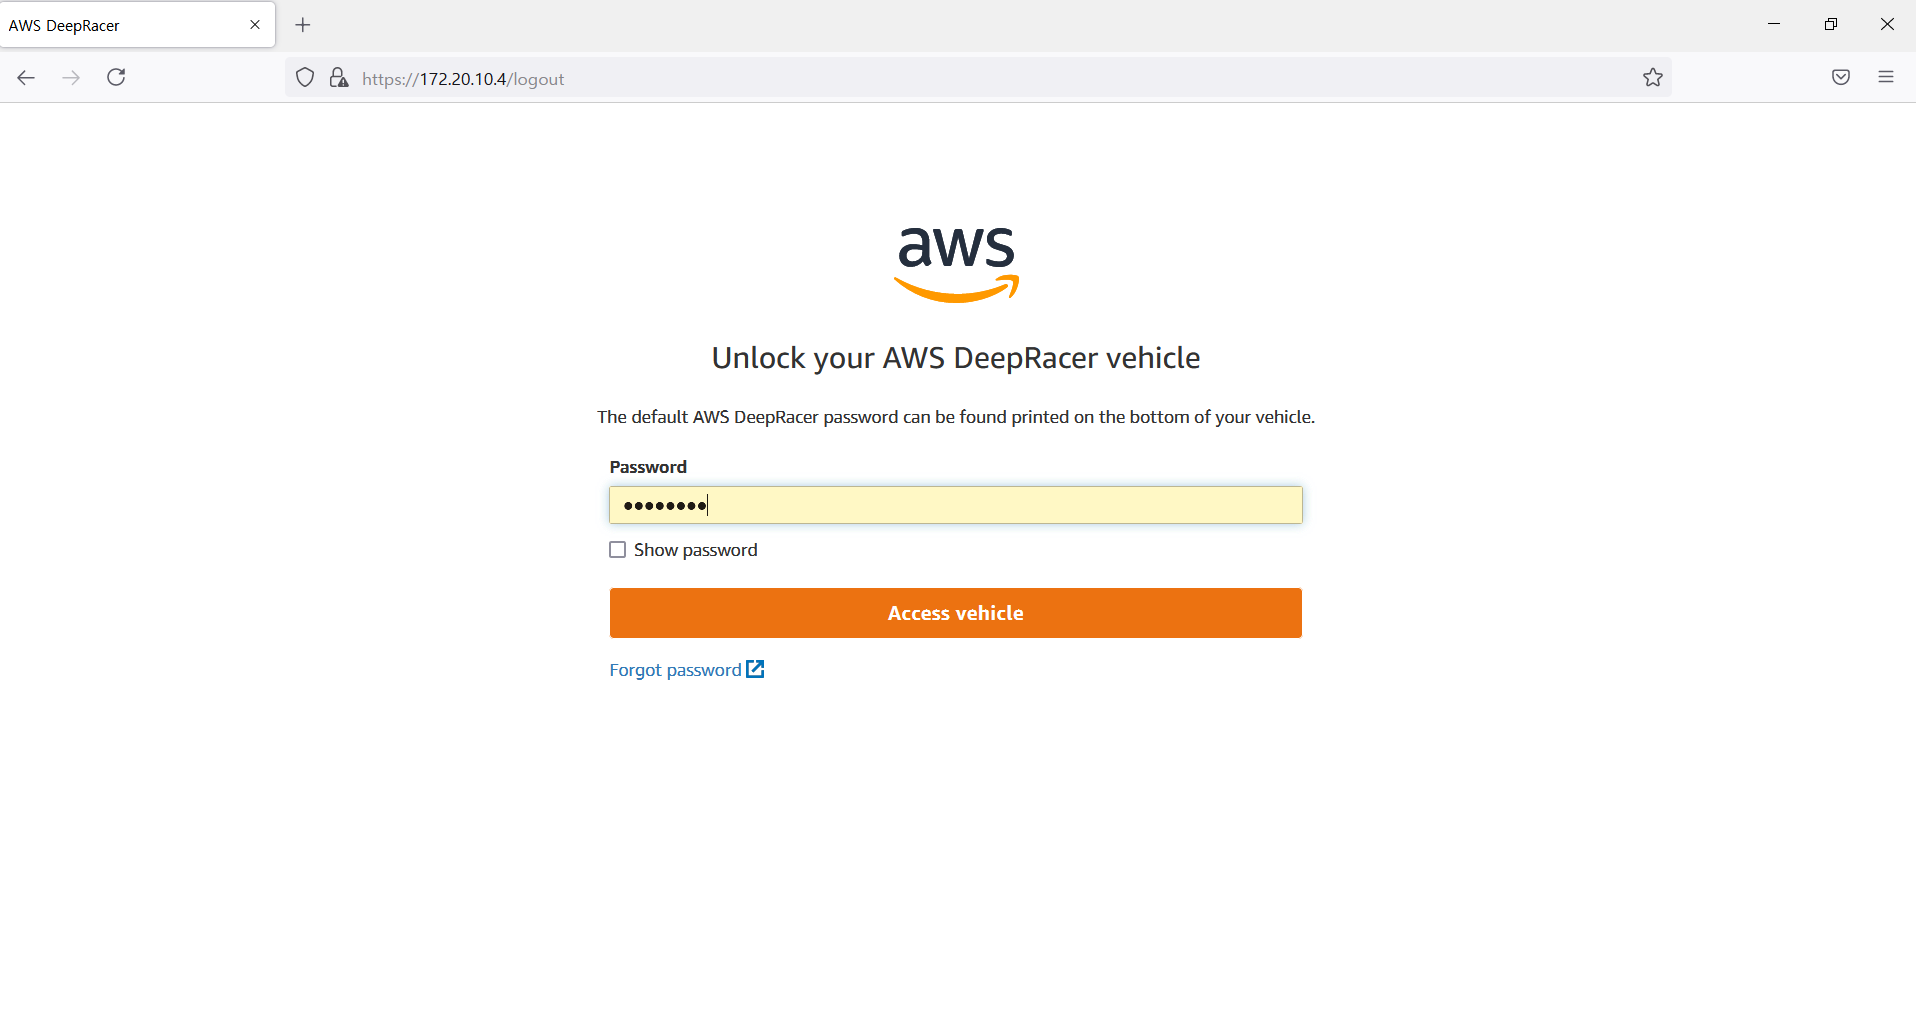 AWS DeepRacer
https://172.20.10.4/logout
aws
Unlock your AWS DeepRacer vehicle
The default AWS DeepRacer password can be found printed on the bottom of your vehicle.
Password
••••••••
Show password
Access vehicle
Forgot password